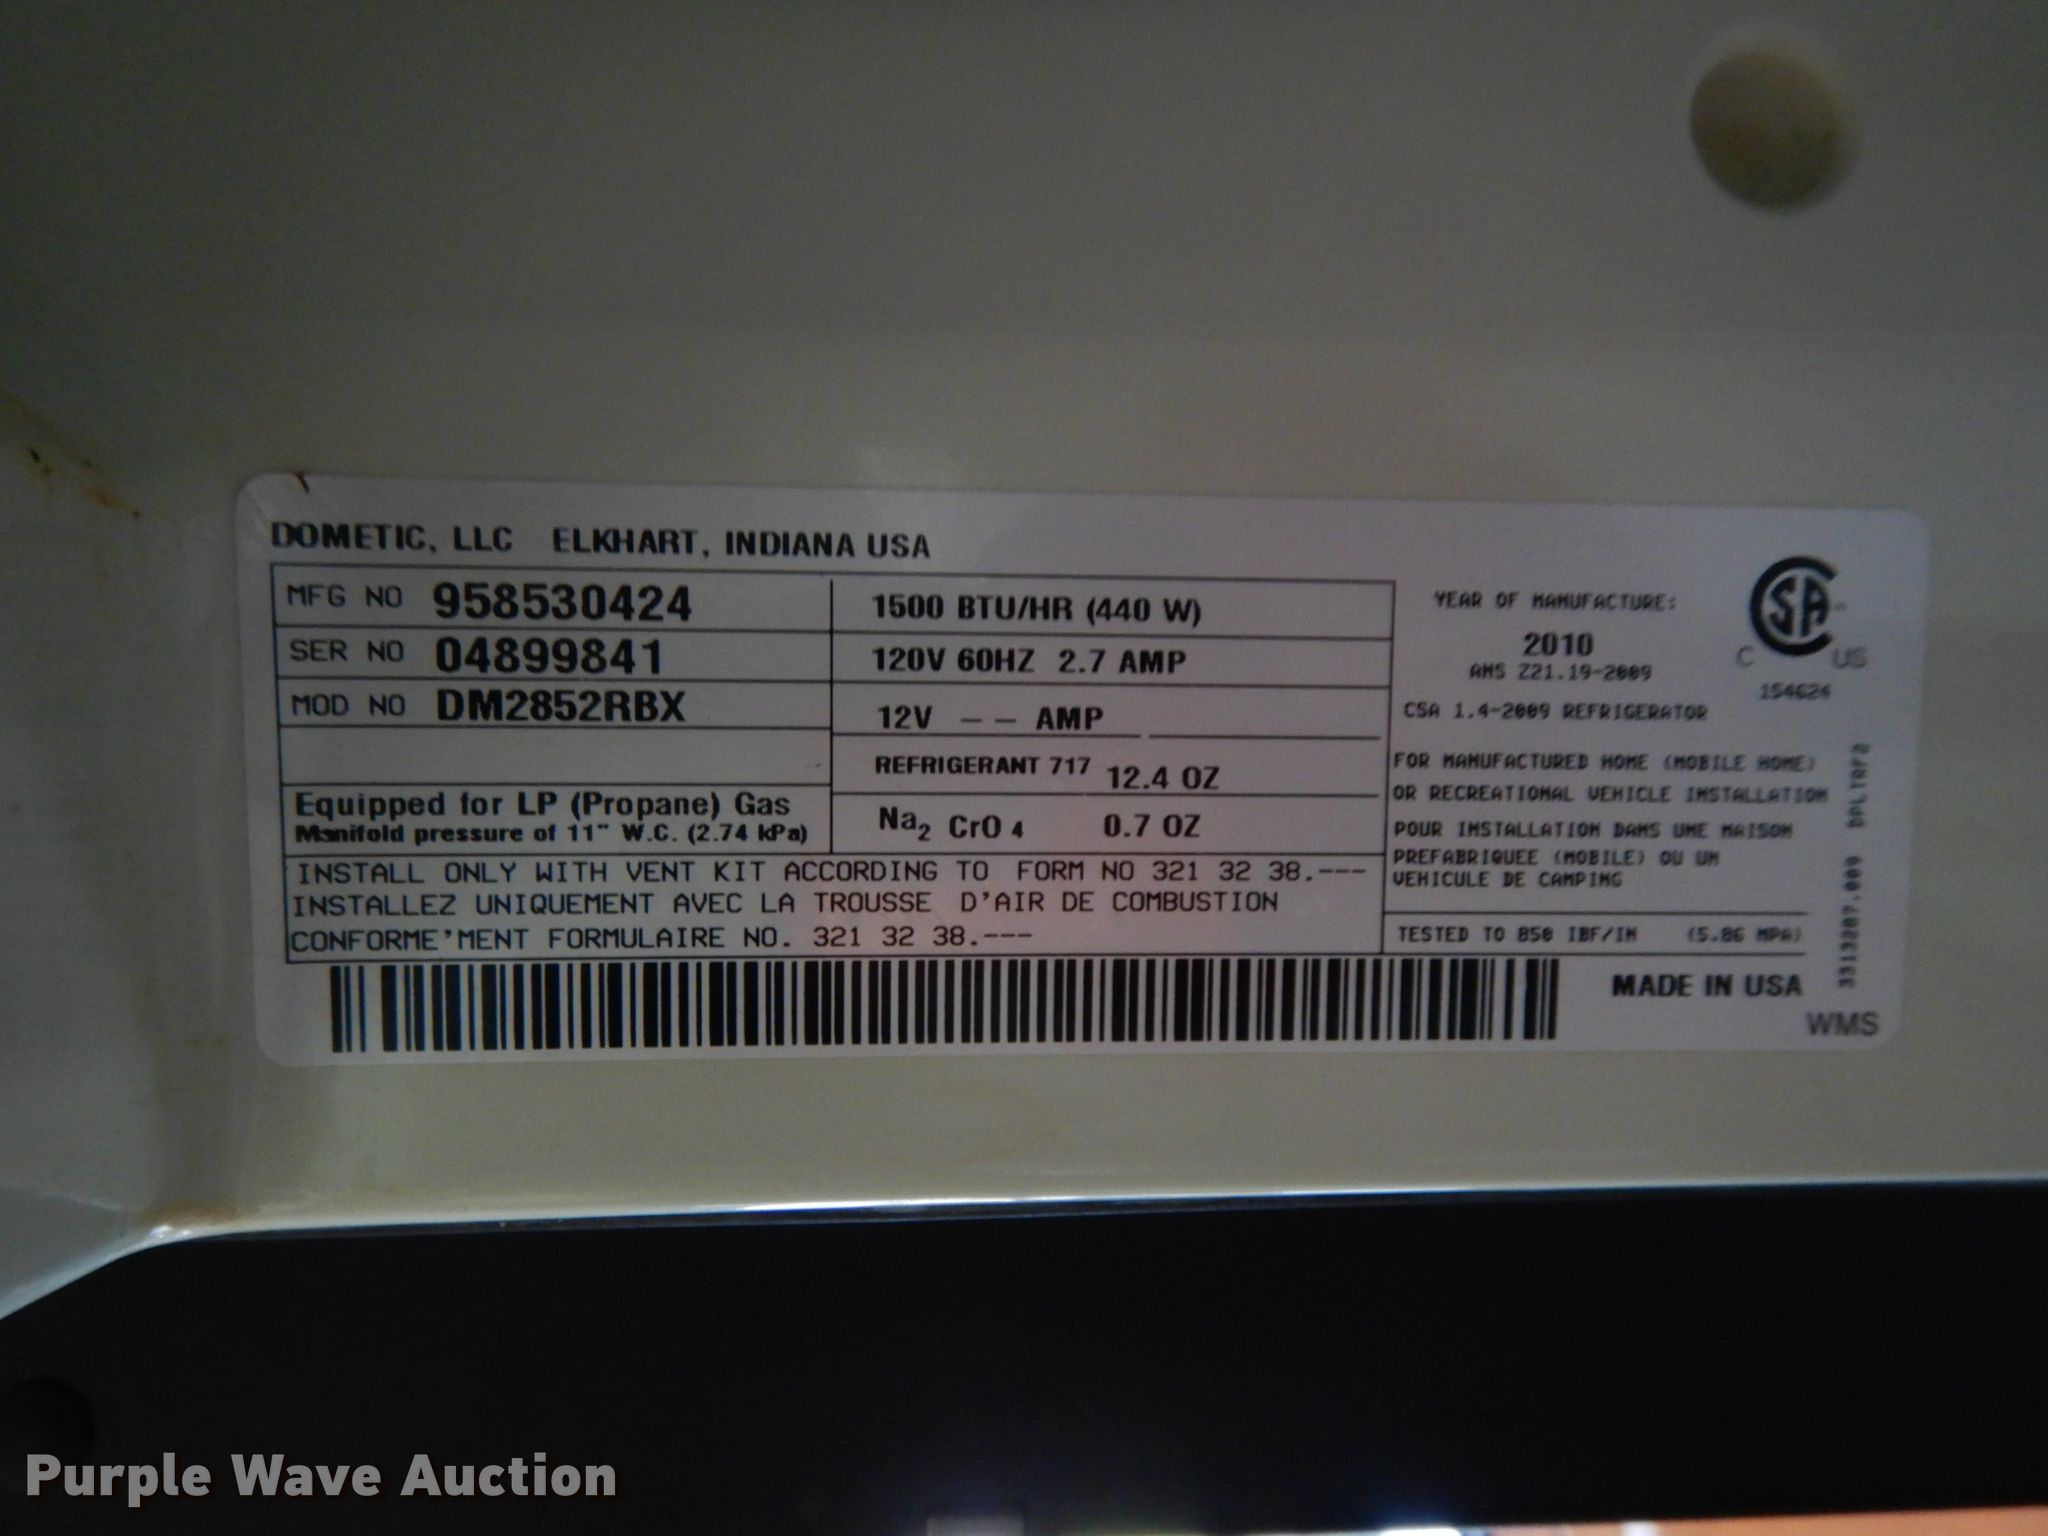 DOMETIC, LLC ELKHART, INDIANA USA
MFG NO 958530424
SER NO 04899841
MOD NO DM2852RBX
Equipped for LP (Propane) Gas
Manifold pressure of 11" W.C. (2.74 kPa)
1500 BTU/HR (440 W)
120V 60HZ 2.7 AMP
12V -- AMP
REFRIGERANT 717 12.4 OZ
Na2 CrO4 0.7 OZ
INSTALL ONLY WITH VENT KIT ACCORDING TO FORM NO 321 32 38.---
INSTALLEZ UNIQUEMENT AVEC LA TROUSSE D'AIR DE COMBUSTION
CONFORME'MENT FORMULAIRE NO. 321 32 38.---
YEAR OF MANUFACTURE:
2010
ANS Z21.19-2009
CSA 1.4-2009 REFRIGERATOR
FOR MANUFACTURED HOME (MOBILE HOME)
OR RECREATIONAL VEHICLE INSTALLATION
POUR INSTALLATION DANS UNE MAISON
PREFABRIQUEE (MOBILE) OU UN
VEHICULE DE CAMPING
TESTED TO 850 IBF/IN (5.86 MPA)
CSA
C US
154624
MADE IN USA
WMS
Purple Wave Auction